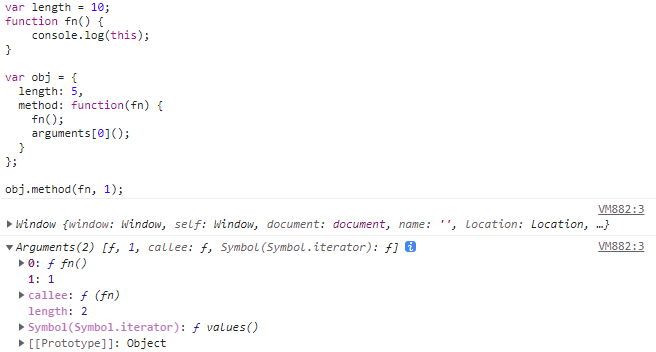 var length = 10;
function fn() {
    console.log(this);
}

var obj = {
  length: 5,
  method: function(fn) {
    fn();
    arguments[0]();
  }
};

obj.method(fn, 1);
VM882:3
▶Window {window: Window, self: Window, document: document, name: '', location: Location, …}
VM882:3
▼Arguments(2) [ƒ, 1, callee: ƒ, Symbol(Symbol.iterator): ƒ] i
▶0: ƒ fn()
1: 1
▶callee: ƒ (fn)
length: 2
▶Symbol(Symbol.iterator): ƒ values()
▶[[Prototype]]: Object